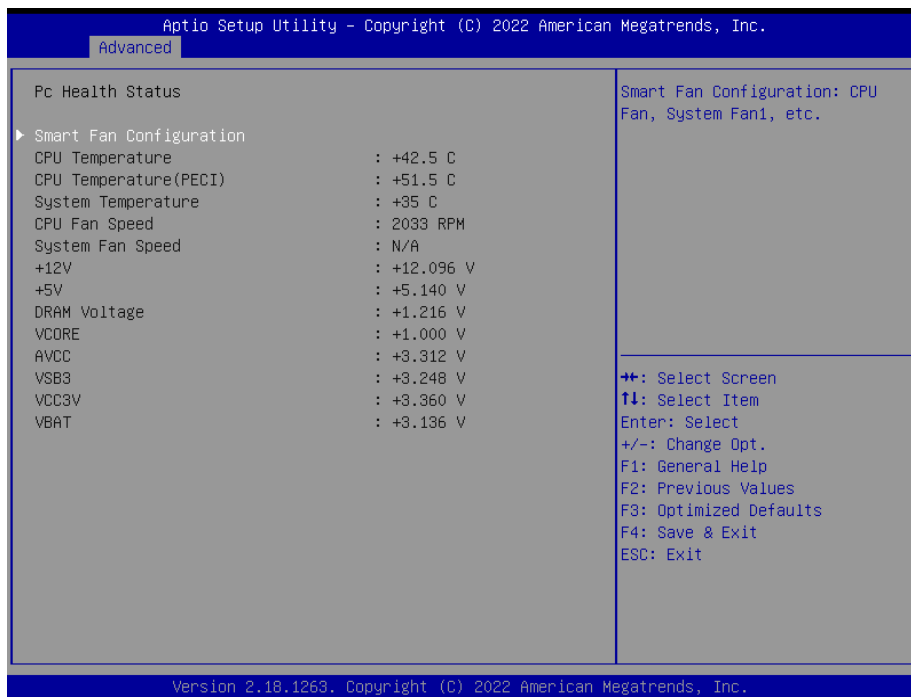 Aptio Setup Utility – Copyright (C) 2022 American Megatrends, Inc.
Advanced
Pc Health Status
Smart Fan Configuration
CPU Temperature : +42.5 C
CPU Temperature(PECI) : +51.5 C
System Temperature : +35 C
CPU Fan Speed : 2033 RPM
System Fan Speed : N/A
+12V : +12.096 V
+5V : +5.140 V
DRAM Voltage : +1.216 V
VCORE : +1.000 V
AVCC : +3.312 V
VSB3 : +3.248 V
VCC3V : +3.360 V
VBAT : +3.136 V
Smart Fan Configuration: CPU
Fan, System Fan1, etc.
→←: Select Screen
↑↓: Select Item
Enter: Select
+/-: Change Opt.
F1: General Help
F2: Previous Values
F3: Optimized Defaults
F4: Save & Exit
ESC: Exit
Version 2.18.1263. Copyright (C) 2022 American Megatrends, Inc.